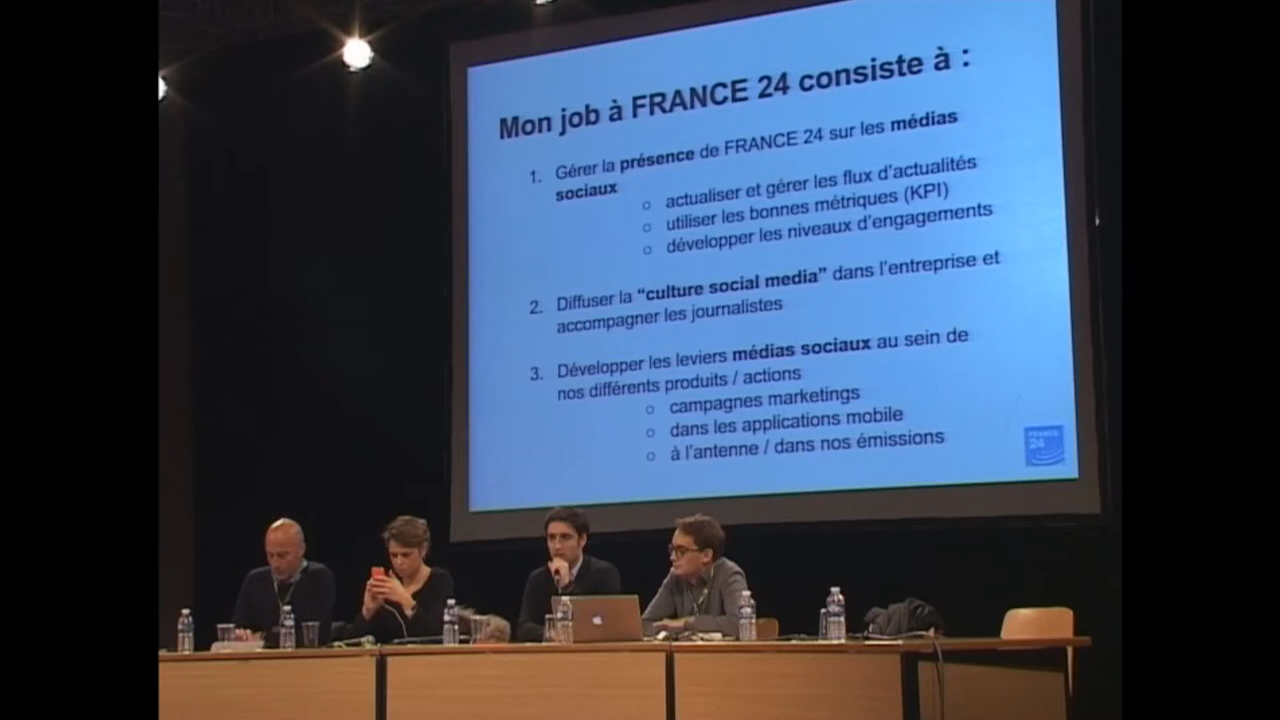 Mon job à FRANCE 24 consiste à :
1. Gérer la présence de FRANCE 24 sur les médias
sociaux
○ actualiser et gérer les flux d'actualités
○ utiliser les bonnes métriques (KPI)
○ développer les niveaux d'engagements
2. Diffuser la “culture social media” dans l'entreprise et
accompagner les journalistes
3. Développer les leviers médias sociaux au sein de
nos différents produits / actions
○ campagnes marketings
○ dans les applications mobile
○ à l'antenne / dans nos émissions
FRANCE
24